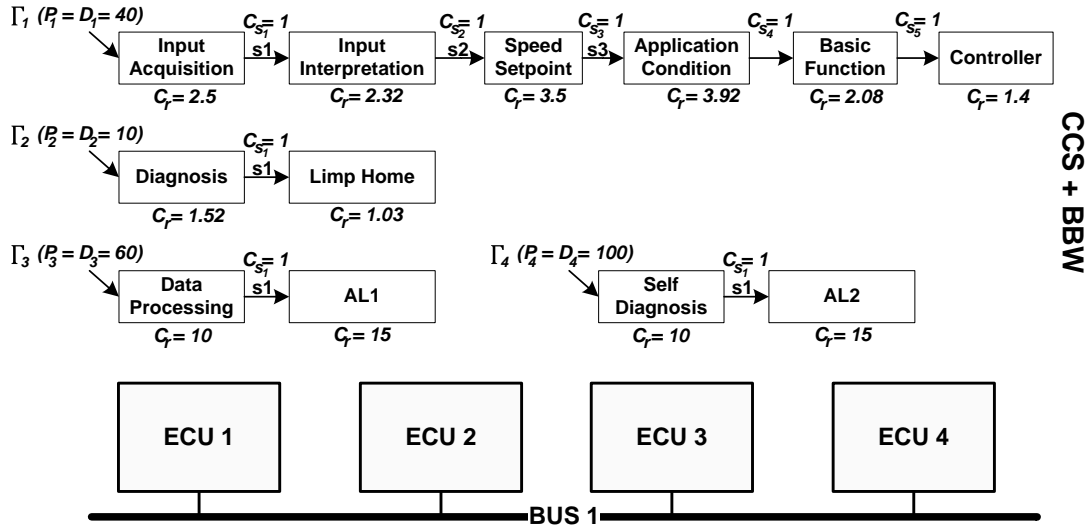 Γ1 (P1 = D1 = 40)
Cs1 = 1
Cs2 = 1
Cs3 = 1
Cs4 = 1
Cs5 = 1
Input Acquisition
s1
Input Interpretation
s2
Speed Setpoint
s3
Application Condition
Basic Function
Controller
Cr = 2.5
Cr = 2.32
Cr = 3.5
Cr = 3.92
Cr = 2.08
Cr = 1.4
Γ2 (P2 = D2 = 10)
Cs1 = 1
Diagnosis
s1
Limp Home
Cr = 1.52
Cr = 1.03
Γ3 (P3 = D3 = 60)
Cs1 = 1
Data Processing
s1
AL1
Cr = 10
Cr = 15
Γ4 (P4 = D4 = 100)
Cs1 = 1
Self Diagnosis
s1
AL2
Cr = 10
Cr = 15
CCS + BBW
ECU 1
ECU 2
ECU 3
ECU 4
BUS 1